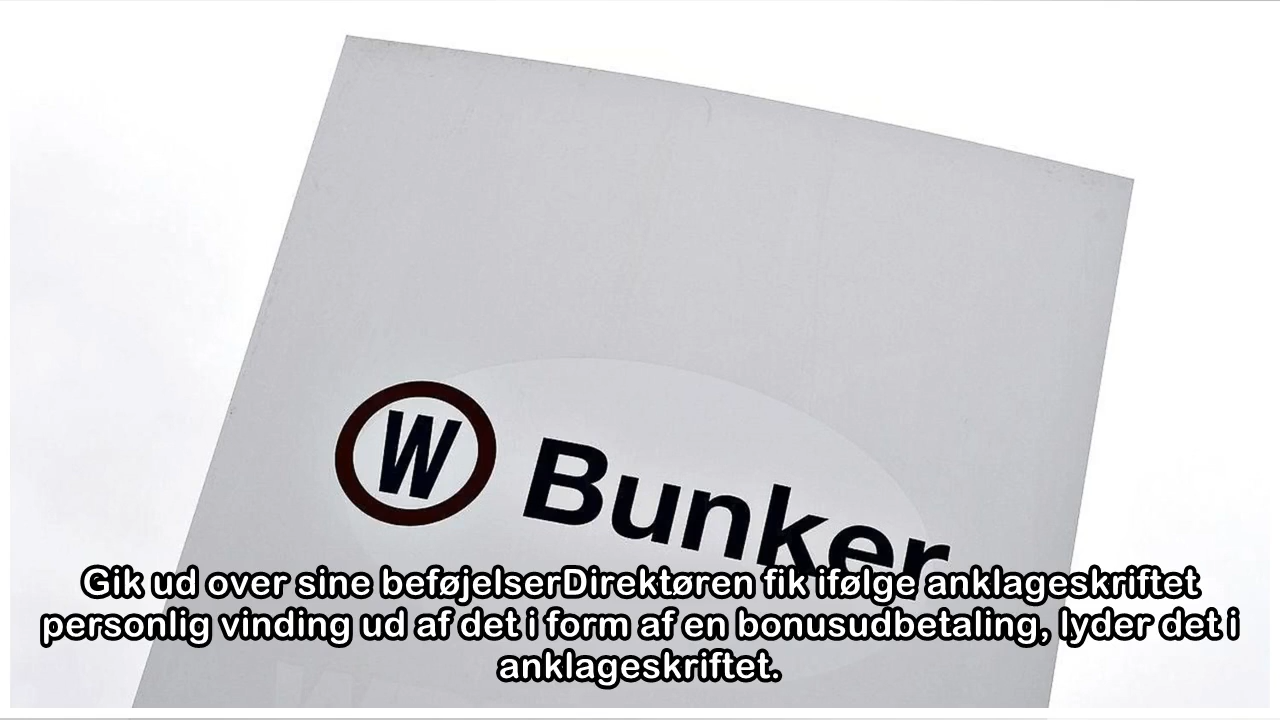 W Bunker
Gik ud over sine beføjelserDirektøren fik ifølge anklageskriftet
personlig vinding ud af det i form af en bonusudbetaling, lyder det i
anklageskriftet.